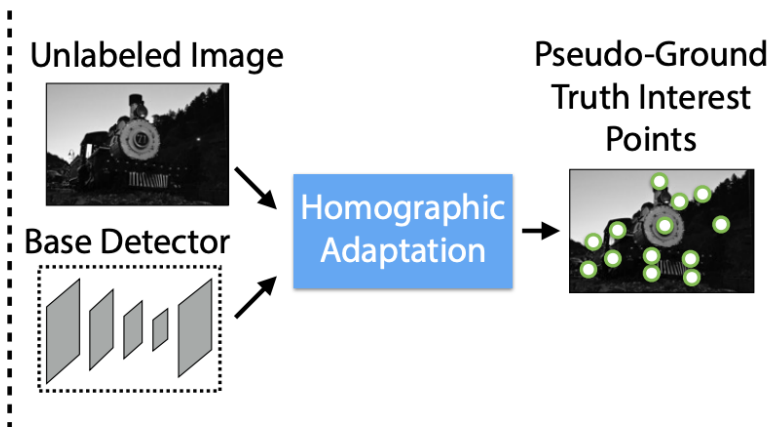 Unlabeled Image
Base Detector
Homographic
Adaptation
Pseudo-Ground
Truth Interest
Points